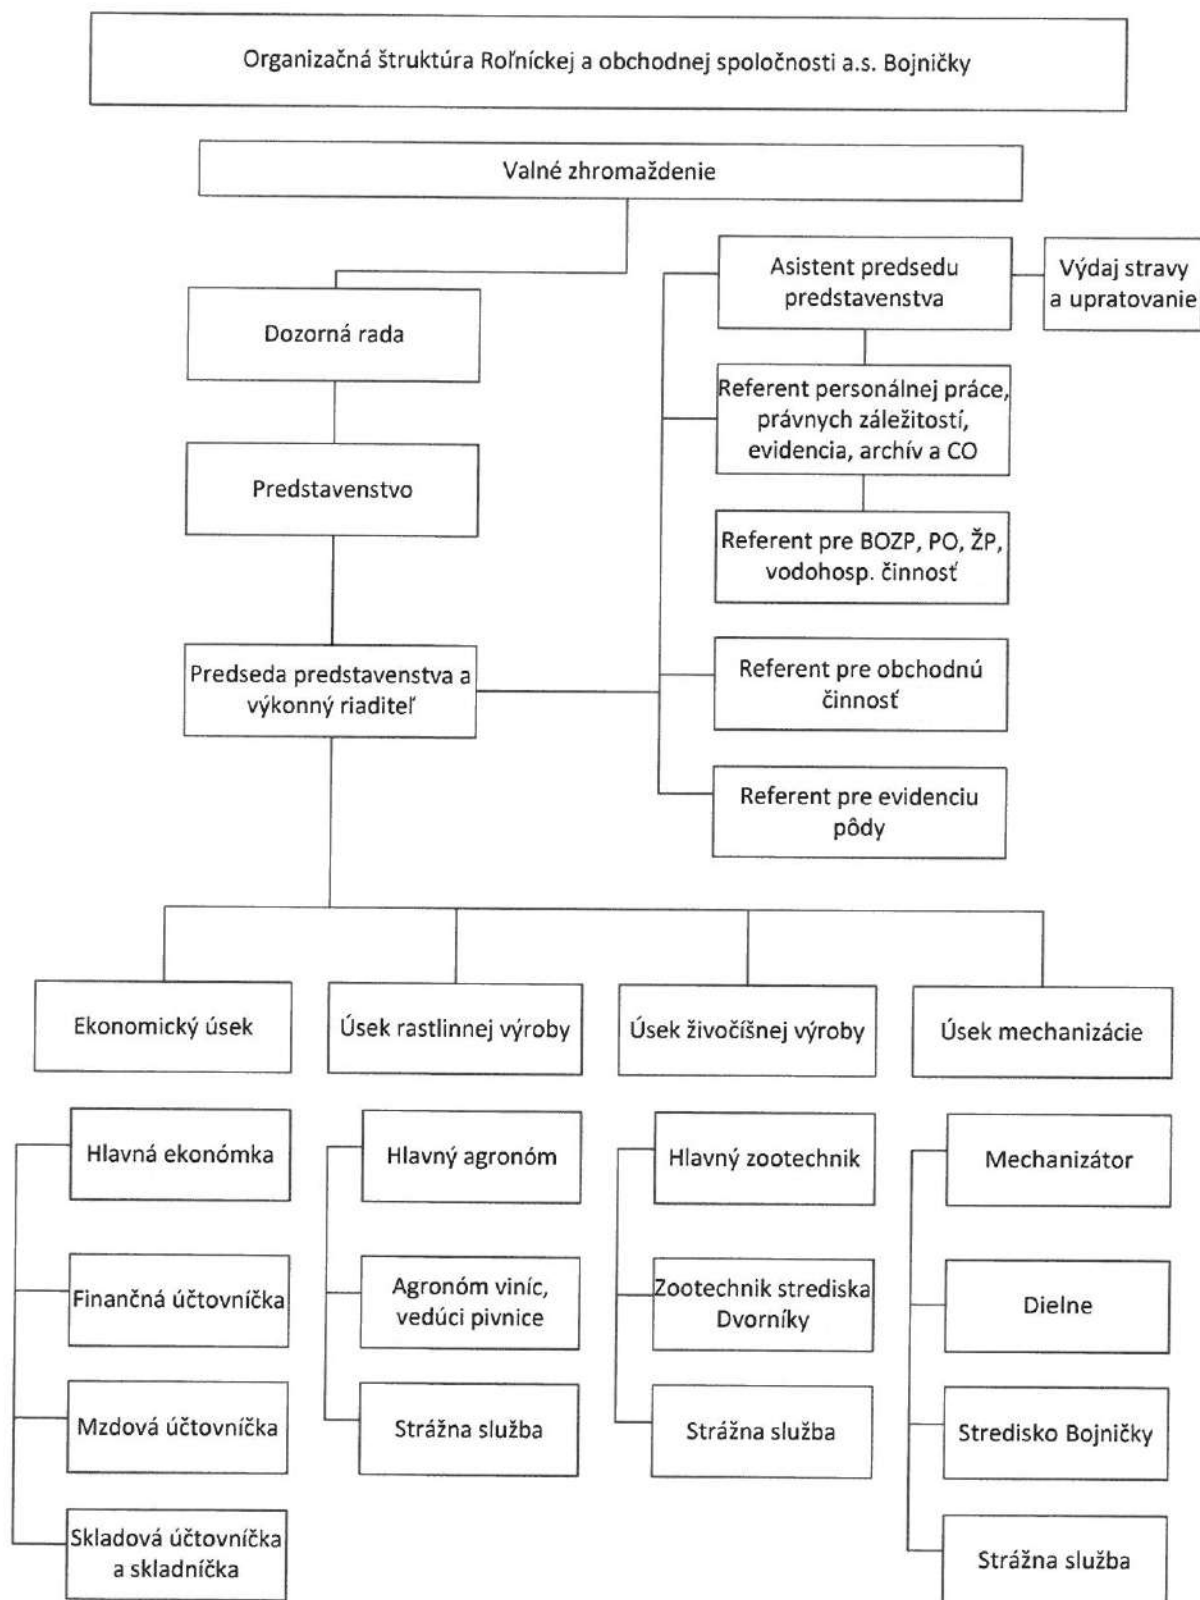 Organizačná štruktúra Roľníckej a obchodnej spoločnosti a.s. Bojničky
Valné zhromaždenie
Asistent predsedu
predstavenstva
Výdaj stravy
a upratovanie
Dozorná rada
Referent personálnej práce,
právnych záležitostí,
evidencia, archív a CO
Predstavenstvo
Referent pre BOZP, PO, ŽP,
vodohosp. činnosť
Predseda predstavenstva a
výkonný riaditeľ
Referent pre obchodnú
činnosť
Referent pre evidenciu
pôdy
Ekonomický úsek
Úsek rastlinnej výroby
Úsek živočíšnej výroby
Úsek mechanizácie
Hlavná ekonómka
Hlavný agronóm
Hlavný zootechnik
Mechanizátor
Finančná účtovníčka
Agronóm viníc,
vedúci pivnice
Zootechnik strediska
Dvorníky
Dielne
Mzdová účtovníčka
Strážna služba
Strážna služba
Stredisko Bojničky
Skladová účtovníčka
a skladníčka
Strážna služba